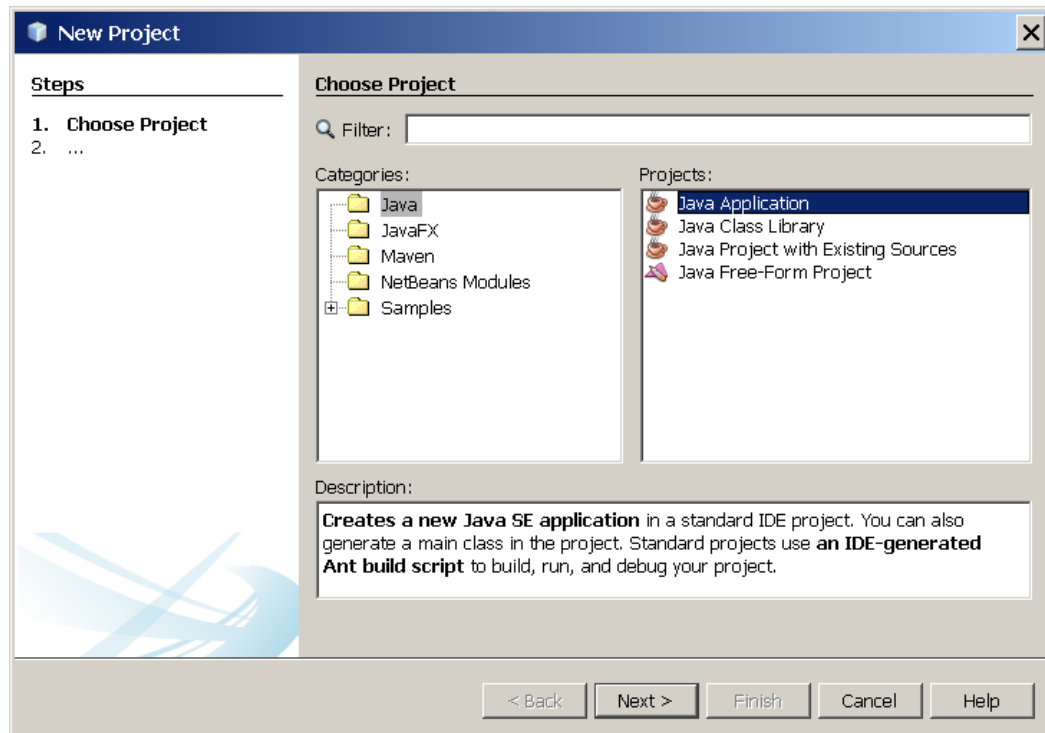 New Project
Steps
1. Choose Project
2. ...
Choose Project
Filter:
Categories:
Java
JavaFX
Maven
NetBeans Modules
Samples
Projects:
Java Application
Java Class Library
Java Project with Existing Sources
Java Free-Form Project
Description:
Creates a new Java SE application in a standard IDE project. You can also
generate a main class in the project. Standard projects use an IDE-generated
Ant build script to build, run, and debug your project.
< Back Next > Finish Cancel Help